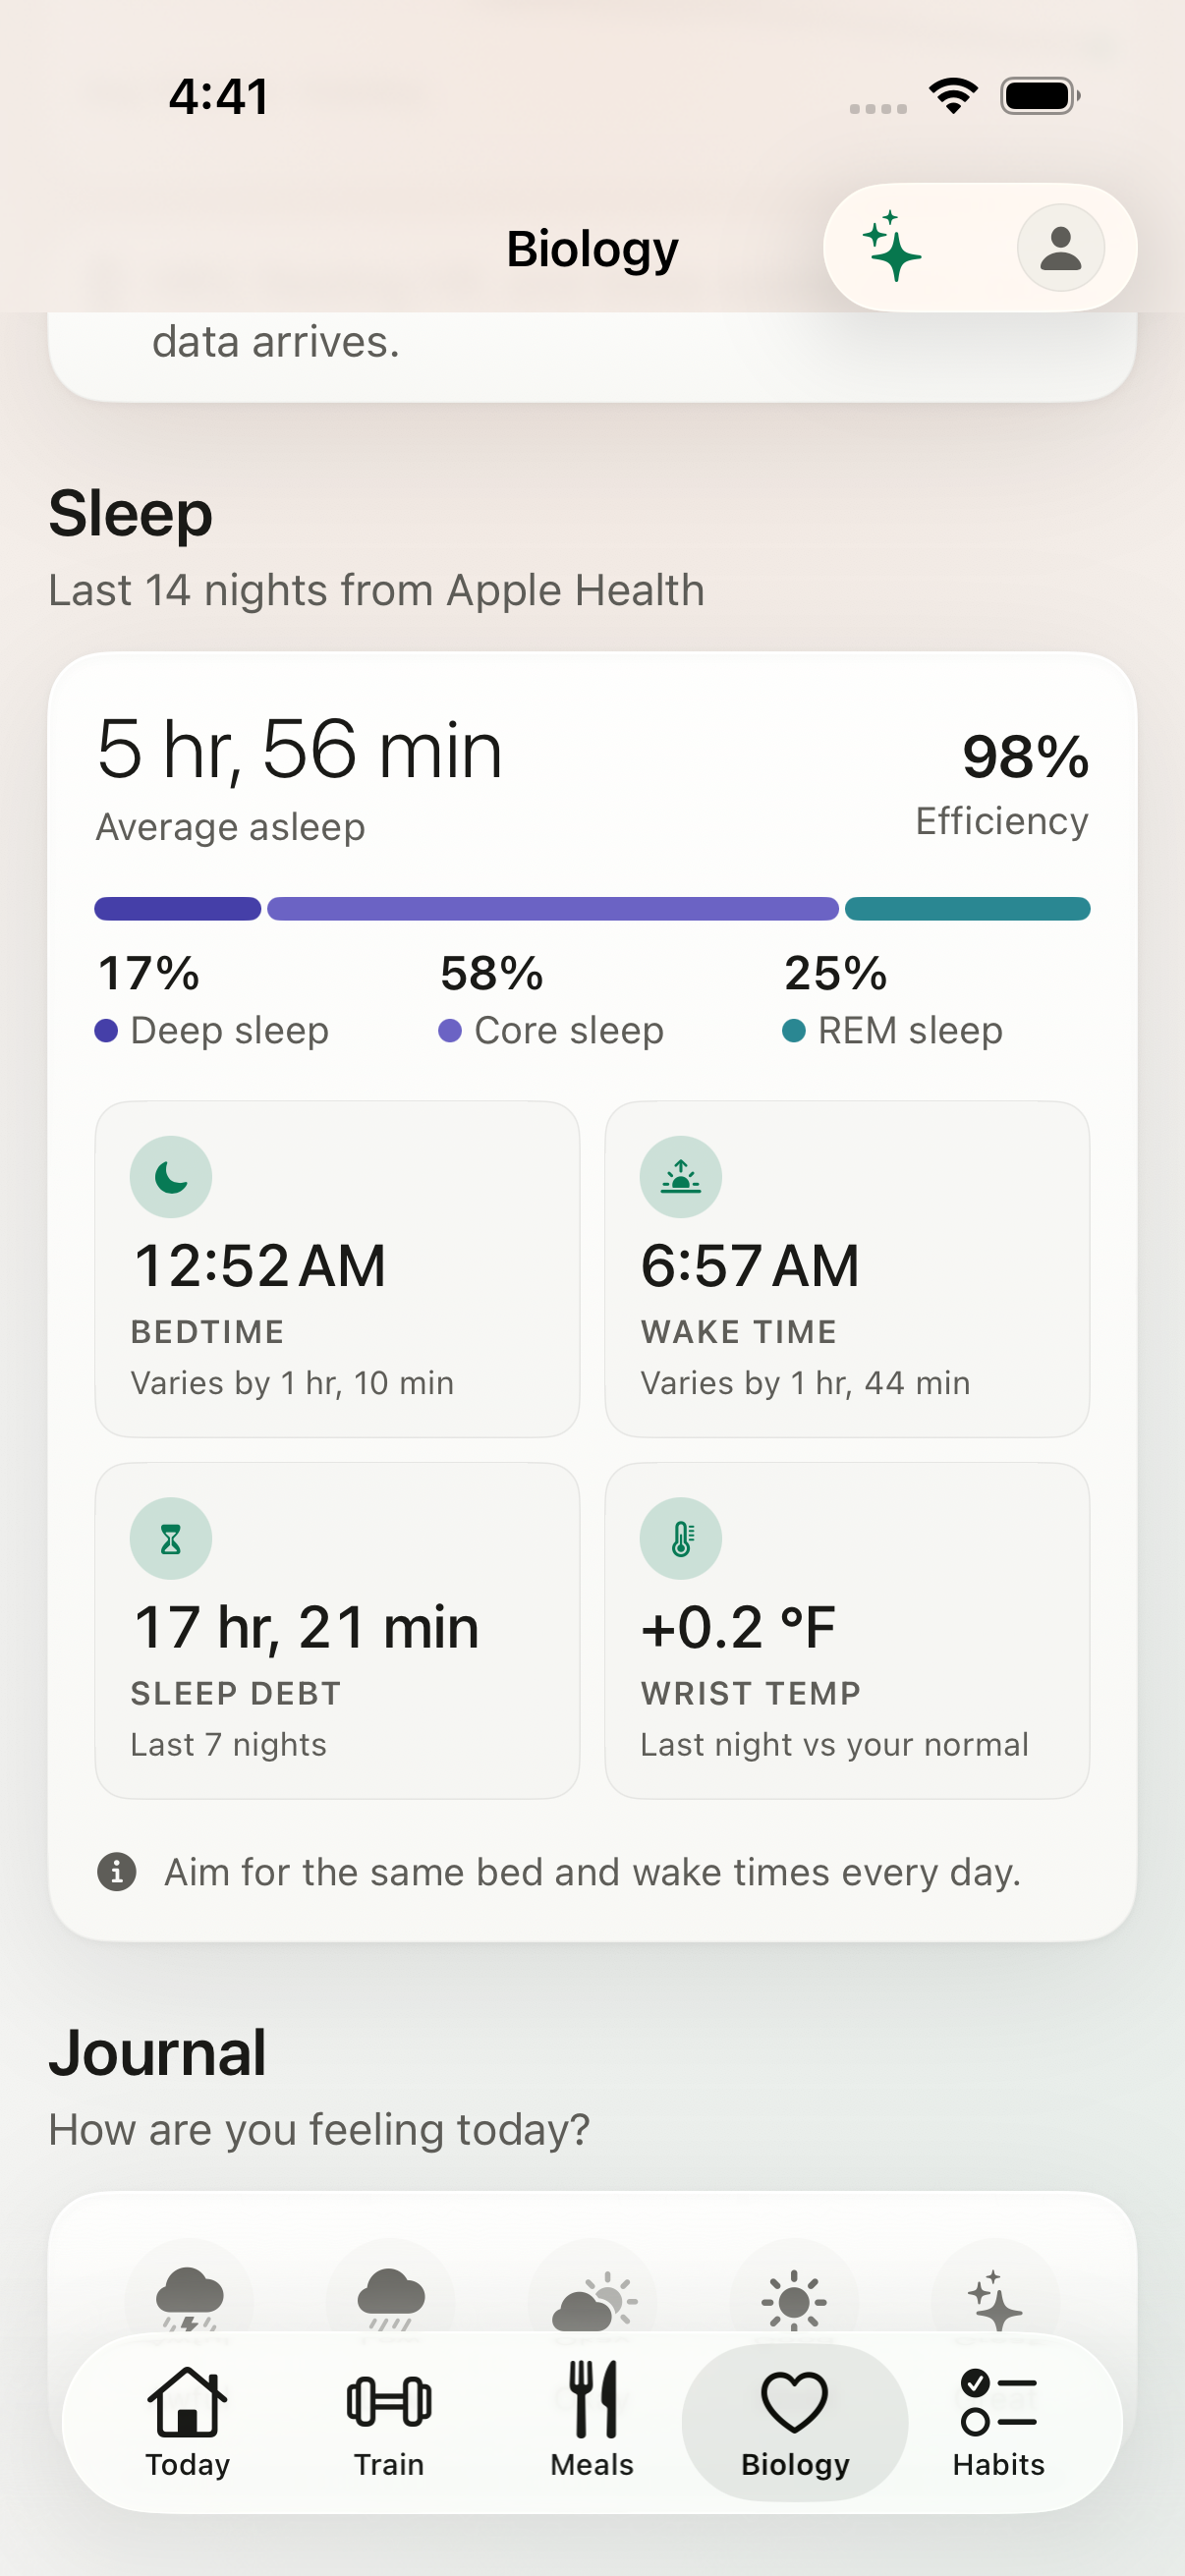 4:41
Biology
data arrives.
Sleep
Last 14 nights from Apple Health
5 hr, 56 min
98%
Average asleep
Efficiency
17%
58%
25%
Deep sleep
Core sleep
REM sleep
12:52 AM
BEDTIME
Varies by 1 hr, 10 min
6:57 AM
WAKE TIME
Varies by 1 hr, 44 min
17 hr, 21 min
SLEEP DEBT
Last 7 nights
+0.2 °F
WRIST TEMP
Last night vs your normal
Aim for the same bed and wake times every day.
Journal
How are you feeling today?
Today
Train
Meals
Biology
Habits